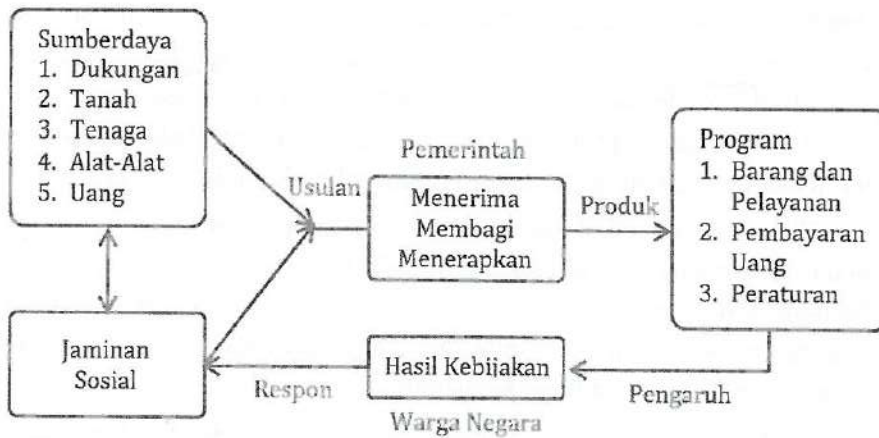 Sumberdaya
1. Dukungan
2. Tanah
3. Tenaga
4. Alat-Alat
5. Uang
Jaminan
Sosial
Usulan
Pemerintah
Menerima
Membagi
Menerapkan
Produk
Program
1. Barang dan
Pelayanan
2. Pembayaran
Uang
3. Peraturan
Pengaruh
Hasil Kebijakan
Warga Negara
Respon